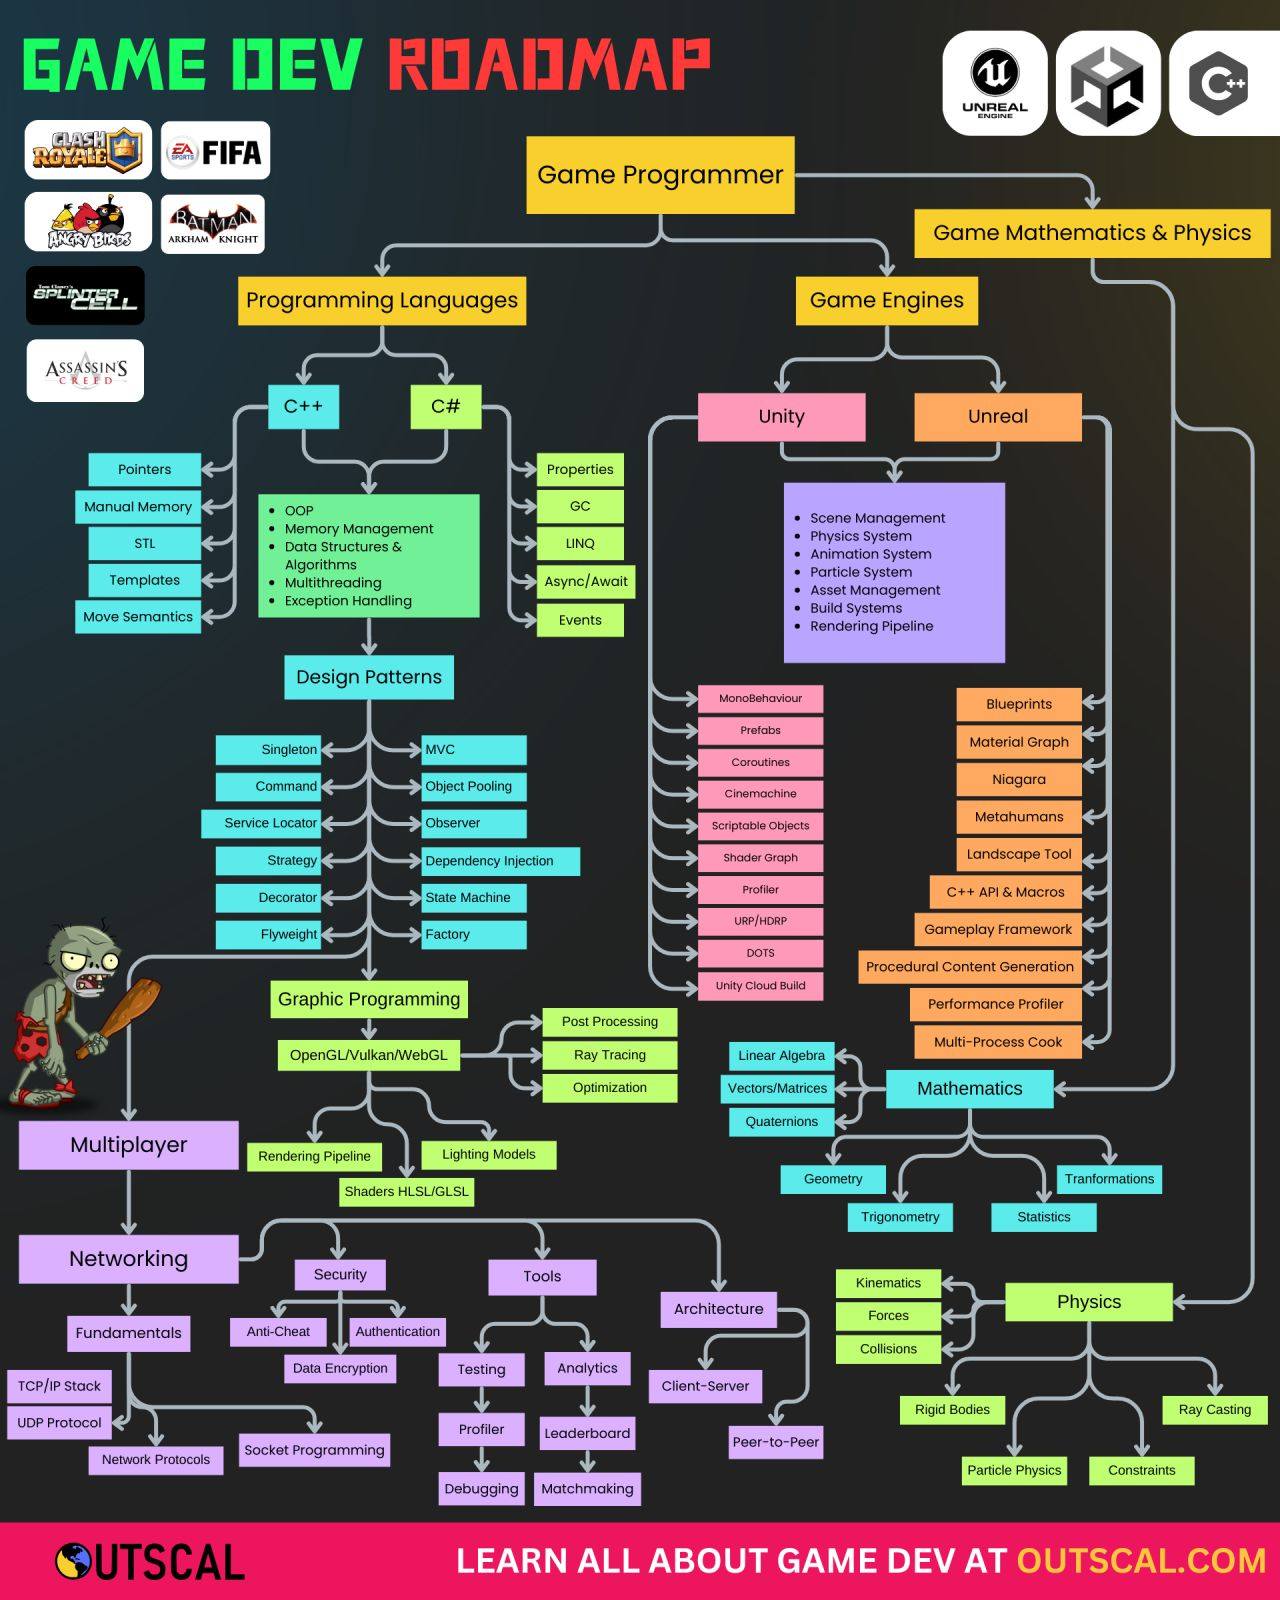 GAME DEV ROADMAP
UNREAL
ENGINE
C++
CLASH
ROYALE
EA
SPORTS
FIFA
ANGRY BIRDS
BATMAN
ARKHAM KNIGHT
Tom Clancy's
SPLINTER
CELL
ASSASSIN'S
CREED
Game Programmer
Game Mathematics & Physics
Programming Languages
Game Engines
C++
C#
Unity
Unreal
Pointers
Manual Memory
STL
Templates
Move Semantics
• OOP
• Memory Management
• Data Structures &
Algorithms
• Multithreading
• Exception Handling
Properties
GC
LINQ
Async/Await
Events
• Scene Management
• Physics System
• Animation System
• Particle System
• Asset Management
• Build Systems
• Rendering Pipeline
Design Patterns
Singleton
Command
Service Locator
Strategy
Decorator
Flyweight
MVC
Object Pooling
Observer
Dependency Injection
State Machine
Factory
MonoBehaviour
Prefabs
Coroutines
Cinemachine
Scriptable Objects
Shader Graph
Profiler
URP/HDRP
DOTS
Unity Cloud Build
Blueprints
Material Graph
Niagara
Metahumans
Landscape Tool
C++ API & Macros
Gameplay Framework
Procedural Content Generation
Performance Profiler
Multi-Process Cook
Graphic Programming
OpenGL/Vulkan/WebGL
Post Processing
Ray Tracing
Optimization
Rendering Pipeline
Lighting Models
Shaders HLSL/GLSL
Linear Algebra
Vectors/Matrices
Quaternions
Mathematics
Geometry
Tranformations
Trigonometry
Statistics
Multiplayer
Networking
Fundamentals
TCP/IP Stack
UDP Protocol
Network Protocols
Socket Programming
Security
Anti-Cheat
Authentication
Data Encryption
Tools
Testing
Profiler
Debugging
Analytics
Leaderboard
Matchmaking
Architecture
Client-Server
Peer-to-Peer
Kinematics
Forces
Collisions
Physics
Rigid Bodies
Ray Casting
Particle Physics
Constraints
OUTSCAL
LEARN ALL ABOUT GAME DEV AT OUTSCAL.COM